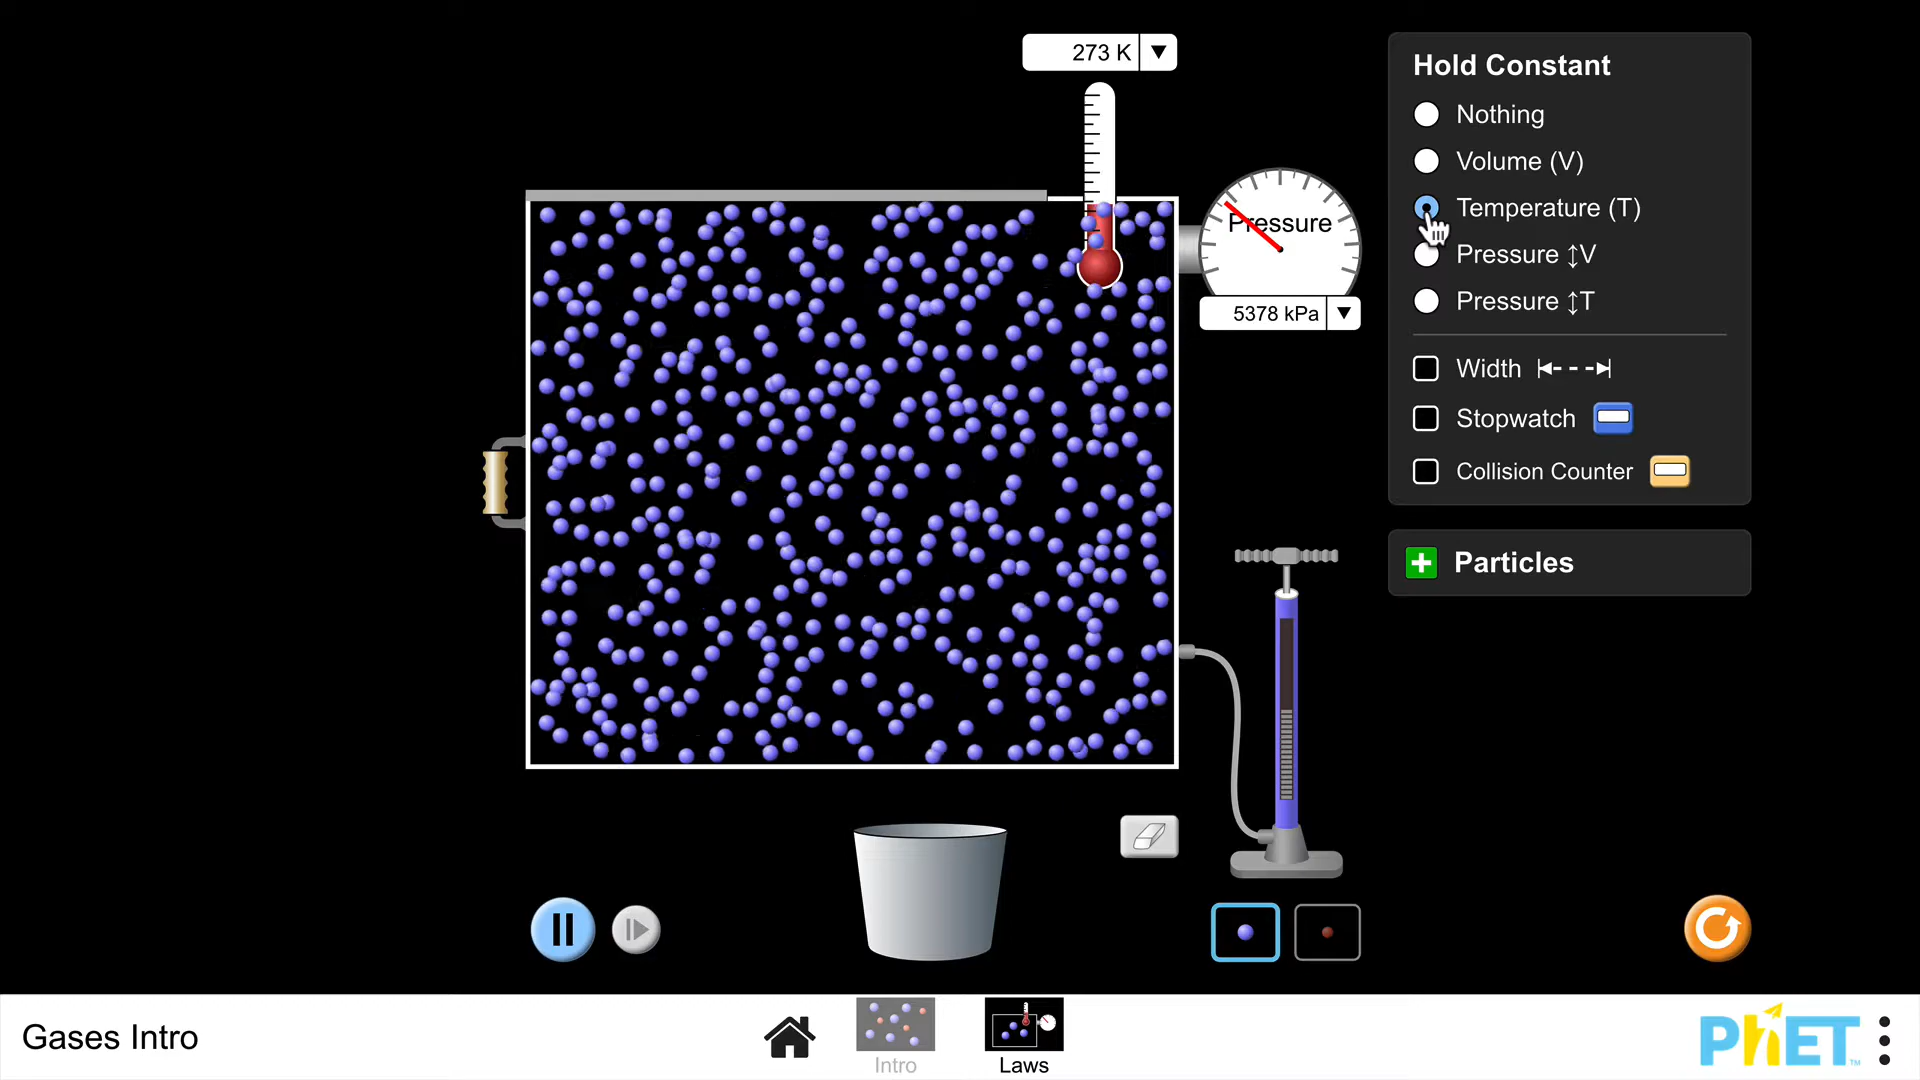 273 K
Pressure
5378 kPa
Hold Constant
Nothing
Volume (V)
Temperature (T)
Pressure ↕V
Pressure ↕T
Width
Stopwatch
Collision Counter
Particles
Gases Intro
Intro
Laws
PhET™